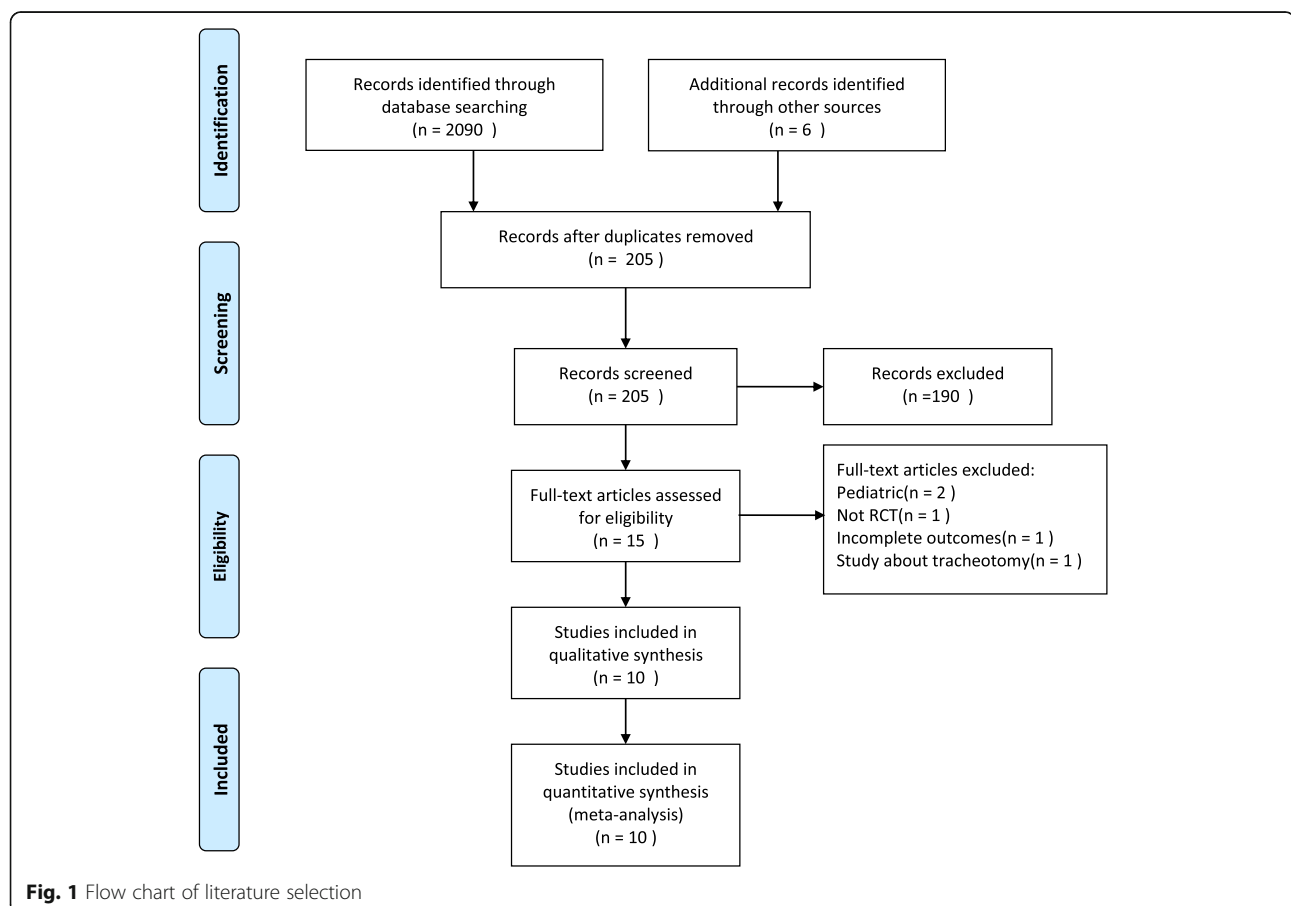 Identification
Records identified through
database searching
(n = 2090 )
Additional records identified
through other sources
(n = 6 )
Records after duplicates removed
(n = 205 )
Screening
Records screened
(n = 205 )
Records excluded
(n =190 )
Eligibility
Full-text articles assessed
for eligibility
(n = 15 )
Full-text articles excluded:
Pediatric(n = 2 )
Not RCT(n = 1 )
Incomplete outcomes(n = 1 )
Study about tracheotomy(n = 1 )
Studies included in
qualitative synthesis
(n = 10 )
Included
Studies included in
quantitative synthesis
(meta-analysis)
(n = 10 )
Fig. 1 Flow chart of literature selection